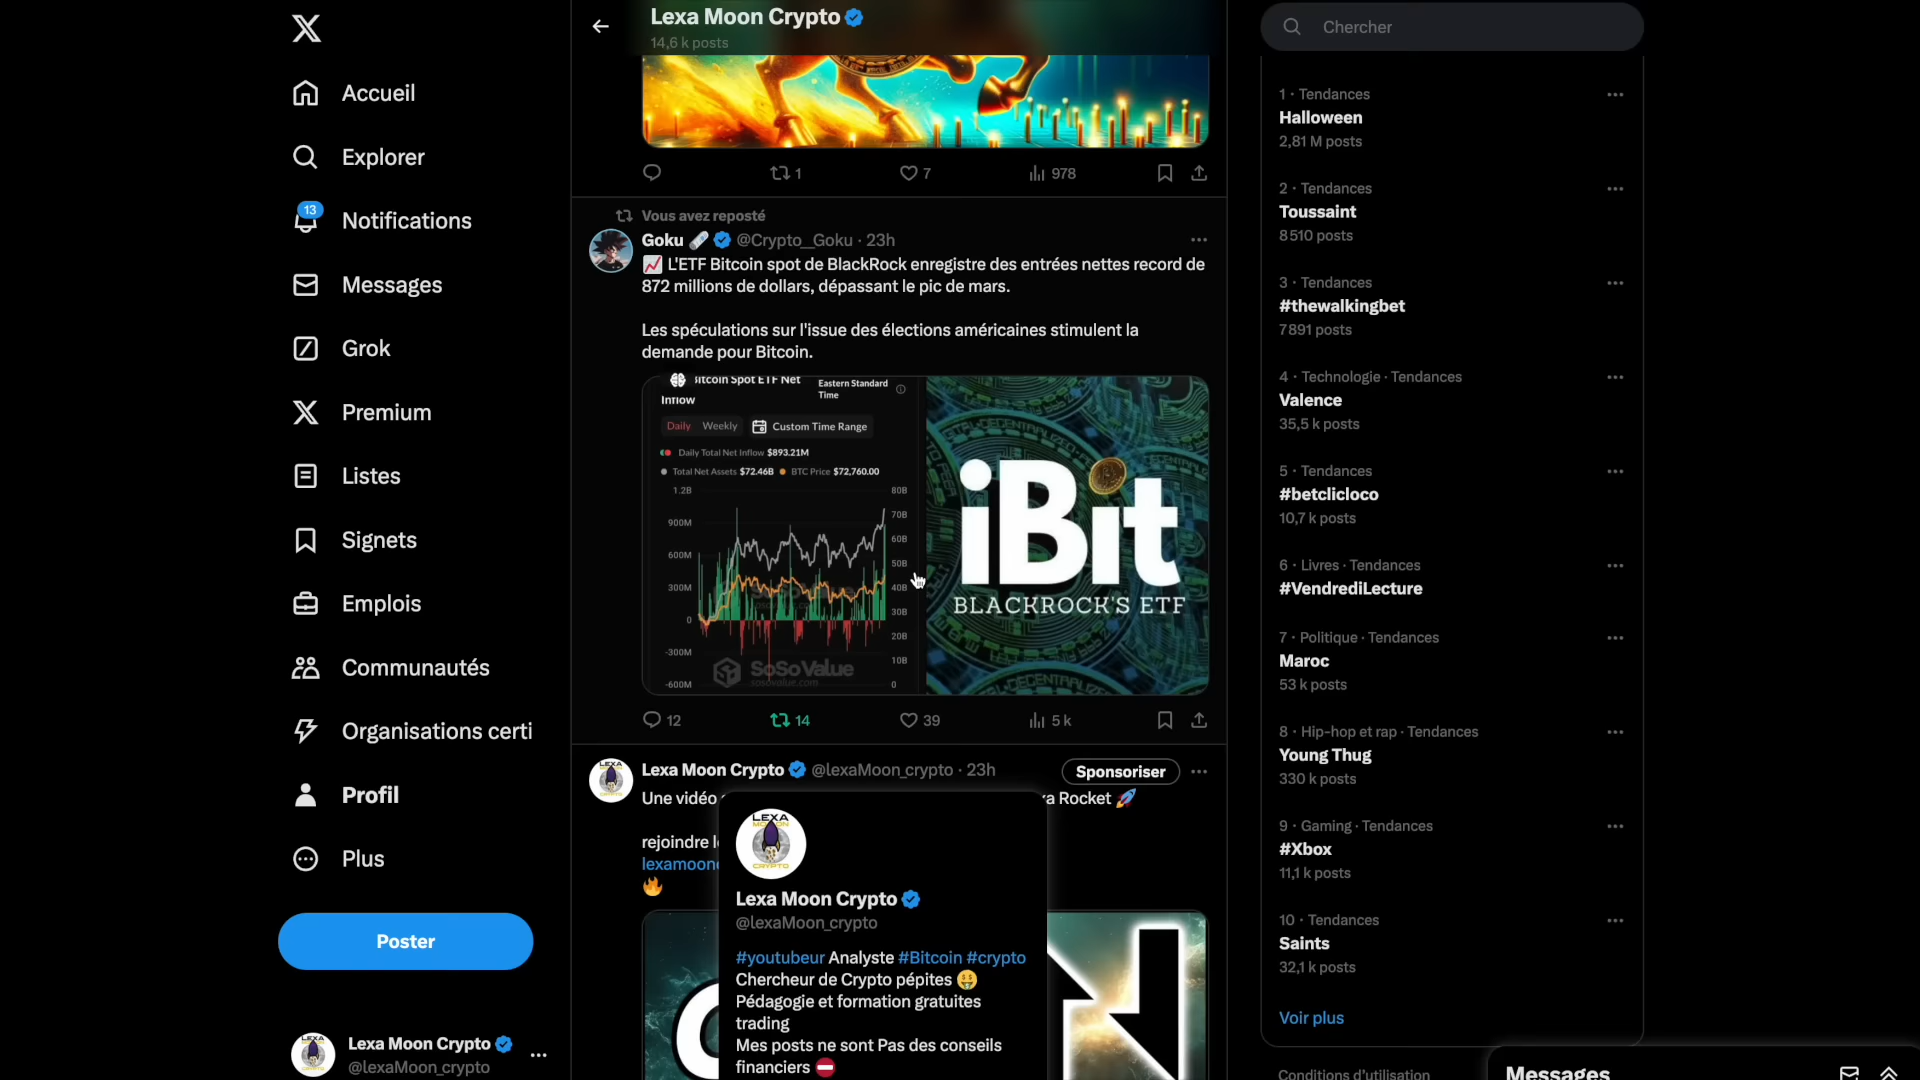 Accueil
Explorer
13
Notifications
Messages
Grok
Premium
Listes
Signets
Emplois
Communautés
Organisations certi
Profil
Plus
Poster
Lexa Moon Crypto
@lexaMoon_crypto
Lexa Moon Crypto
14,6 k posts
1
7
978
Vous avez reposté
Goku @Crypto__Goku · 23h
L'ETF Bitcoin spot de BlackRock enregistre des entrées nettes record de
872 millions de dollars, dépassant le pic de mars.
Les spéculations sur l'issue des élections américaines stimulent la
demande pour Bitcoin.
Bitcoin Spot ETF Net
Inflow
Eastern Standard
Time
Daily Weekly Custom Time Range
Daily Total Net Inflow $893.21M
Total Net Assets $72.46B BTC Price $72,760.00
1.2B
900M
600M
300M
0
-300M
-600M
80B
70B
60B
50B
40B
30B
20B
10B
0
SoSoValue
sosovalue.com
iBit
BLACKROCK'S ETF
12
14
39
5 k
Lexa Moon Crypto @lexaMoon_crypto · 23h
Sponsoriser
Une vidéo
Rocket
rejoindre
LEXA
MOON
CRYPTO
Lexa Moon Crypto
@lexaMoon_crypto
#youtubeur Analyste #Bitcoin #crypto
Chercheur de Crypto pépites
Pédagogie et formation gratuites
trading
Mes posts ne sont Pas des conseils
financiers
Chercher
1 · Tendances
Halloween
2,81 M posts
2 · Tendances
Toussaint
8 510 posts
3 · Tendances
#thewalkingbet
7 891 posts
4 · Technologie · Tendances
Valence
35,5 k posts
5 · Tendances
#betclicloco
10,7 k posts
6 · Livres · Tendances
#VendrediLecture
7 · Politique · Tendances
Maroc
53 k posts
8 · Hip-hop et rap · Tendances
Young Thug
330 k posts
9 · Gaming · Tendances
#Xbox
11,1 k posts
10 · Tendances
Saints
32,1 k posts
Voir plus
Conditions d'utilisation
Messages